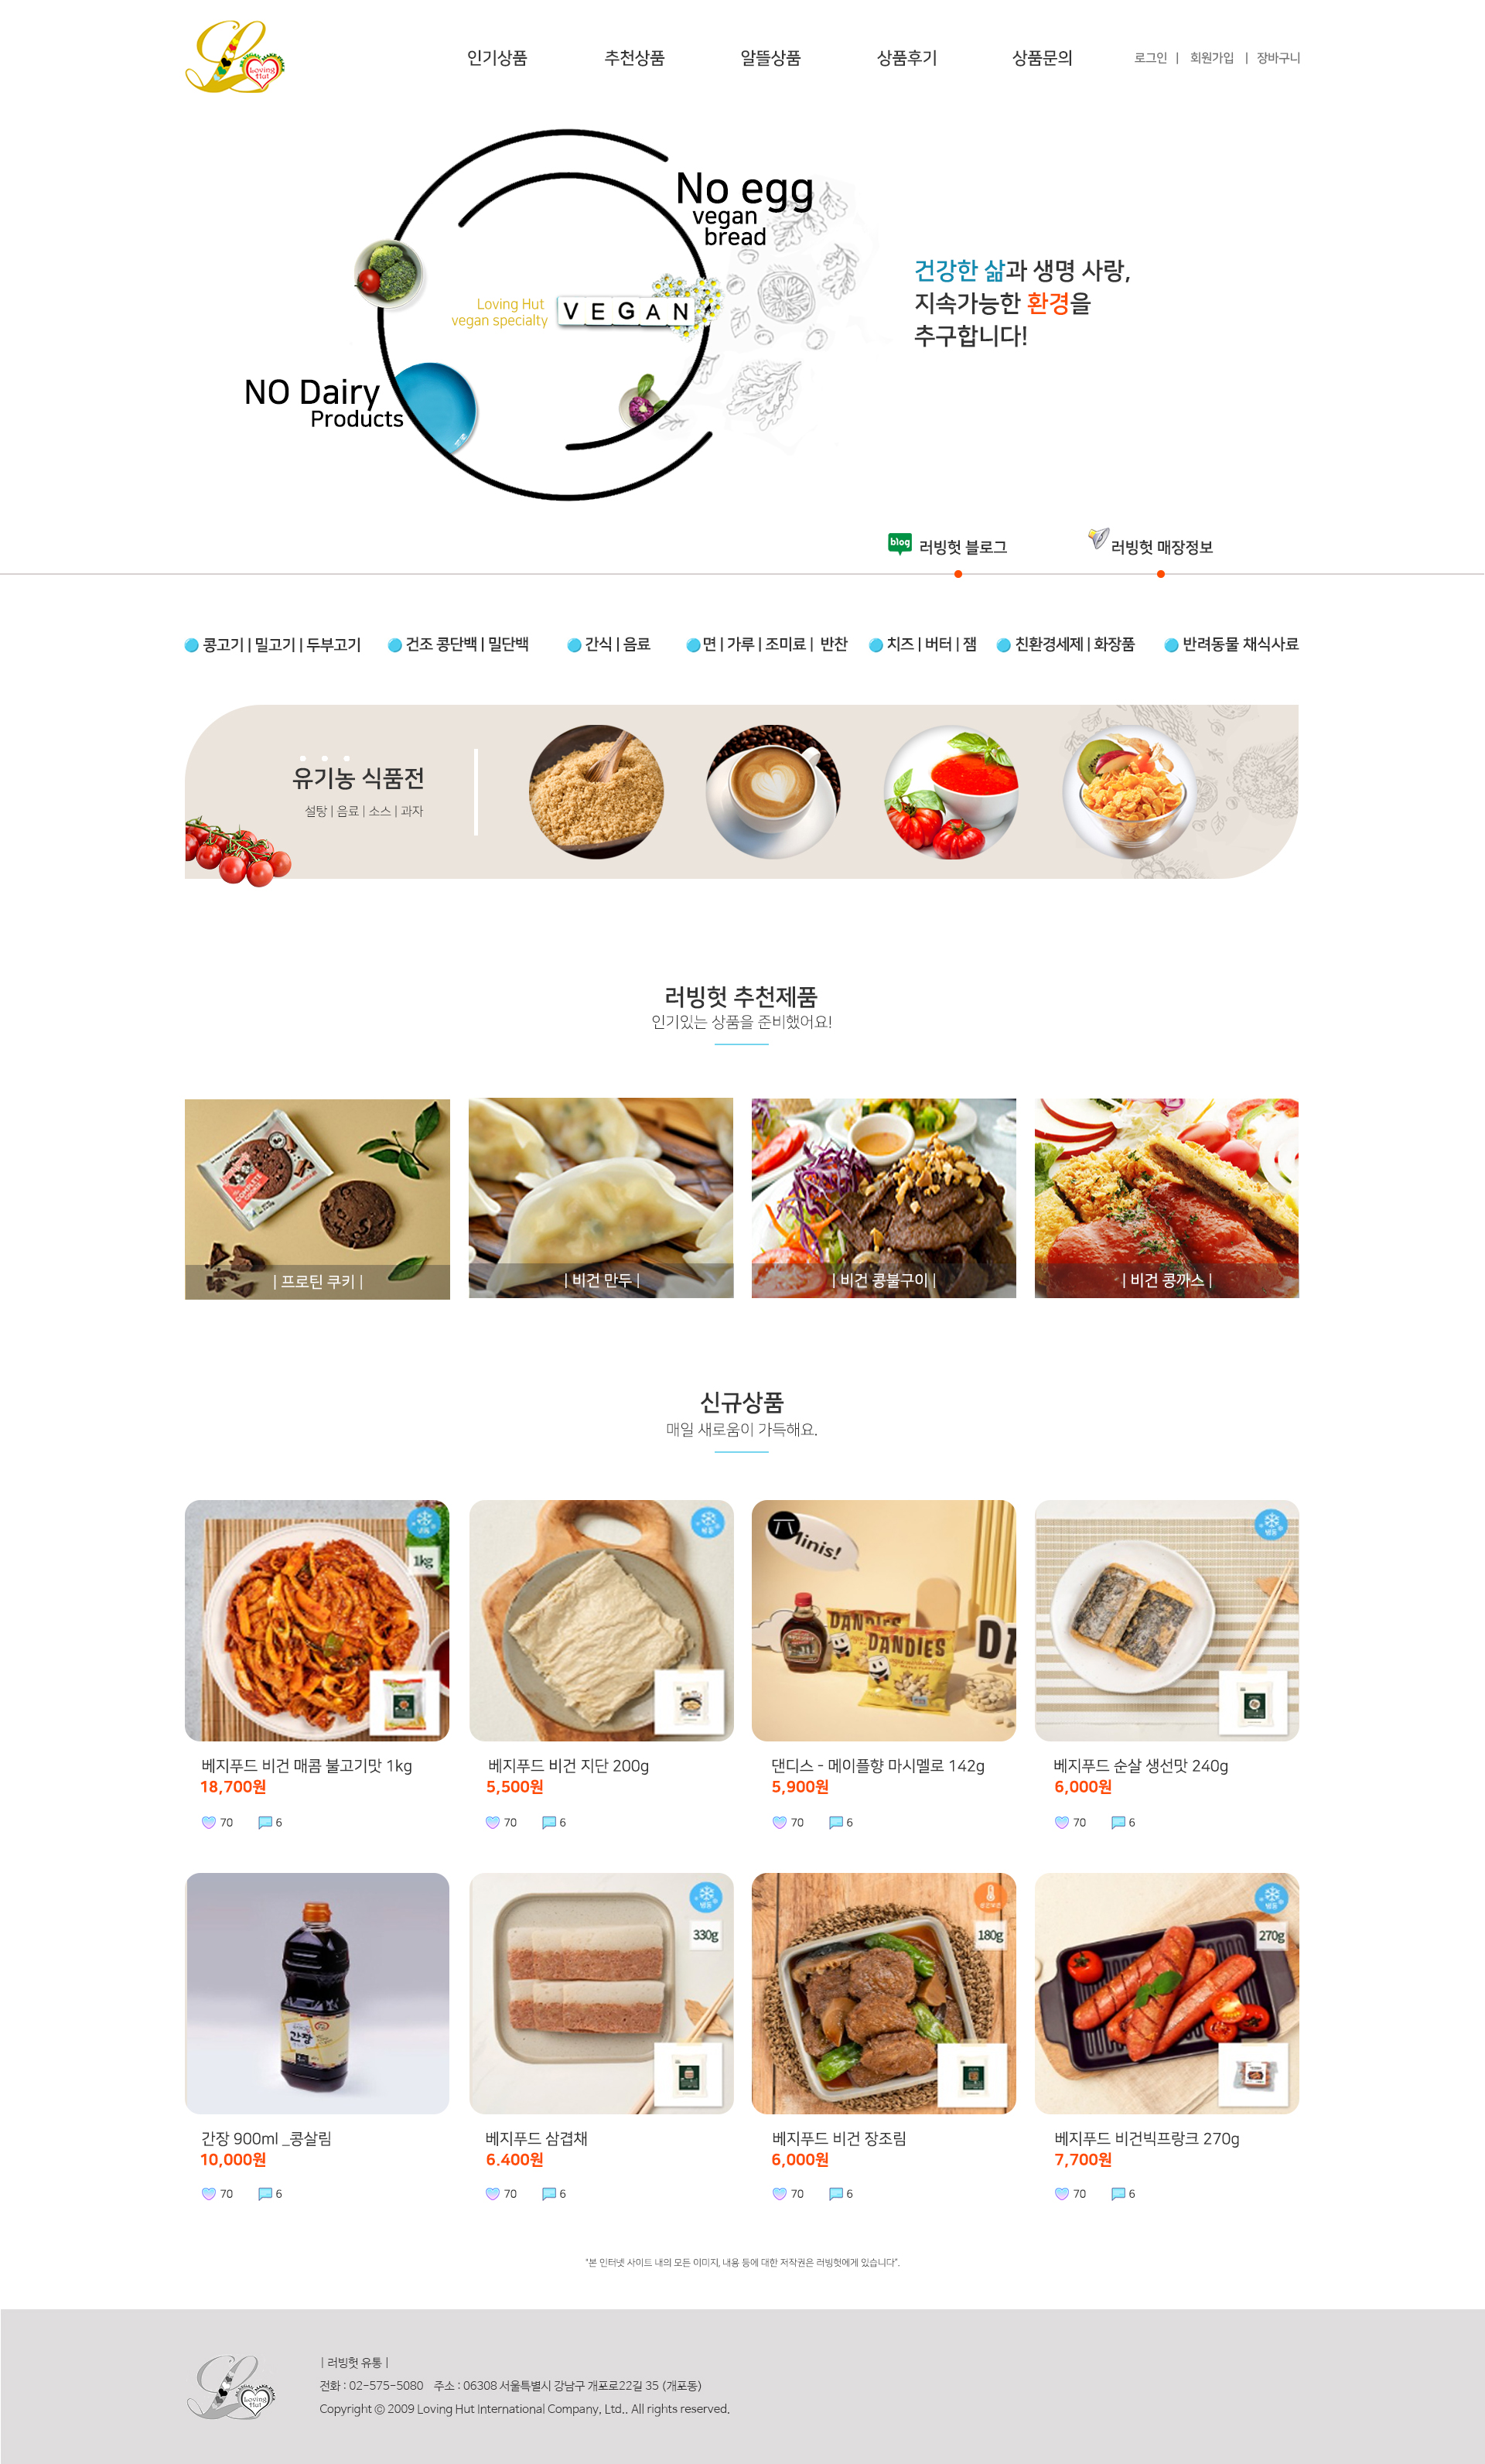 Loving Hut
인기상품
추천상품
알뜰상품
상품후기
상품문의
로그인 | 회원가입 | 장바구니
No egg
vegan
bread
Loving Hut
vegan specialty
VEGAN
NO Dairy
Products
건강한 삶과 생명 사랑,
지속가능한 환경을
추구합니다!
blog
러빙헛 블로그
러빙헛 매장정보
콩고기 | 밀고기 | 두부고기
건조 콩단백 | 밀단백
간식 | 음료
면 | 가루 | 조미료 | 반찬
치즈 | 버터 | 잼
친환경세제 | 화장품
반려동물 채식사료
유기농 식품전
설탕 | 음료 | 소스 | 과자
러빙헛 추천제품
인기있는 상품을 준비했어요!
| 프로틴 쿠키 |
| 비건 만두 |
| 비건 콩불구이 |
| 비건 콩까스 |
신규상품
매일 새로움이 가득해요.
냉동
1kg
냉동
Minis!
DANDIES
DANDIES
DA
냉동
베지푸드 비건 매콤 불고기맛 1kg
18,700원
70 6
베지푸드 비건 지단 200g
5,500원
70 6
댄디스 - 메이플향 마시멜로 142g
5,900원
70 6
베지푸드 순살 생선맛 240g
6,000원
70 6
간장
냉동
330g
180g
냉동
270g
간장 900ml _콩살림
10,000원
70 6
베지푸드 삼겹채
6.400원
70 6
베지푸드 비건 장조림
6,000원
70 6
베지푸드 비건빅프랑크 270g
7,700원
70 6
"본 인터넷 사이트 내의 모든 이미지, 내용 등에 대한 저작권은 러빙헛에게 있습니다".
Loving Hut
| 러빙헛 유통 |
전화 : 02-575-5080 주소 : 06308 서울특별시 강남구 개포로22길 35 (개포동)
Copyright © 2009 Loving Hut International Company, Ltd.. All rights reserved.